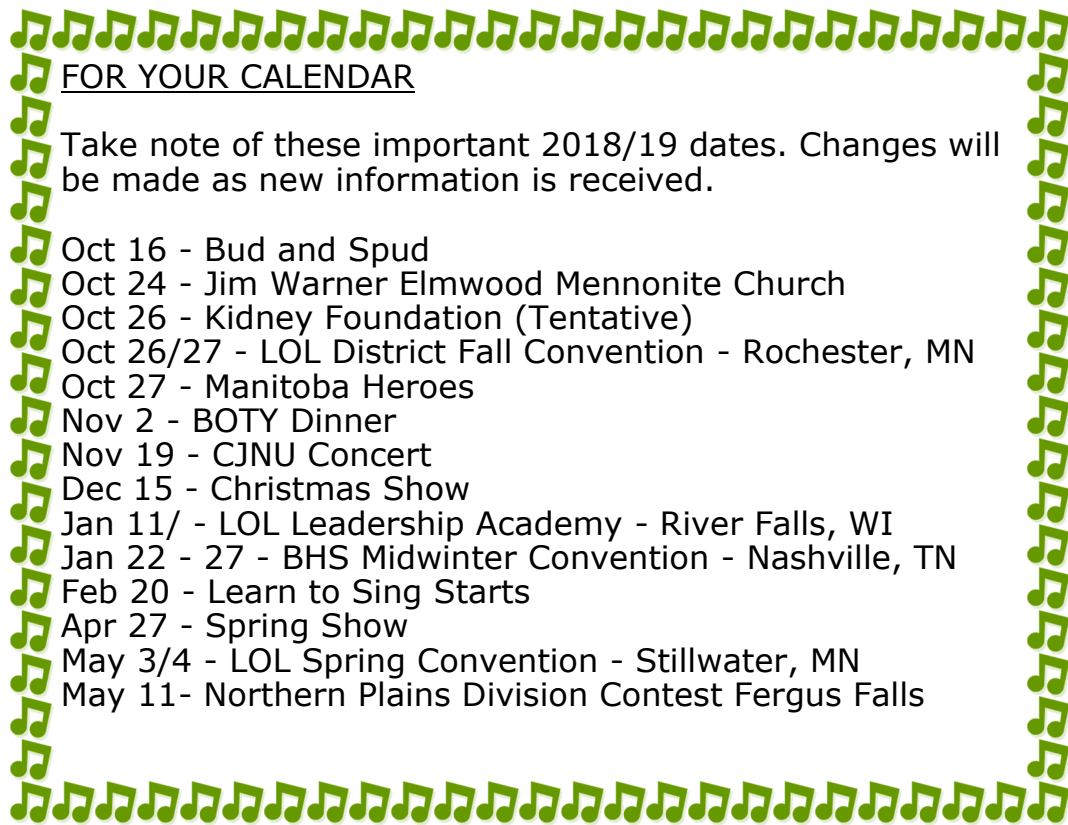 FOR YOUR CALENDAR
Take note of these important 2018/19 dates. Changes will
be made as new information is received.
Oct 16 - Bud and Spud
Oct 24 - Jim Warner Elmwood Mennonite Church
Oct 26 - Kidney Foundation (Tentative)
Oct 26/27 - LOL District Fall Convention - Rochester, MN
Oct 27 - Manitoba Heroes
Nov 2 - BOTY Dinner
Nov 19 - CJNU Concert
Dec 15 - Christmas Show
Jan 11/ - LOL Leadership Academy - River Falls, WI
Jan 22 - 27 - BHS Midwinter Convention - Nashville, TN
Feb 20 - Learn to Sing Starts
Apr 27 - Spring Show
May 3/4 - LOL Spring Convention - Stillwater, MN
May 11- Northern Plains Division Contest Fergus Falls